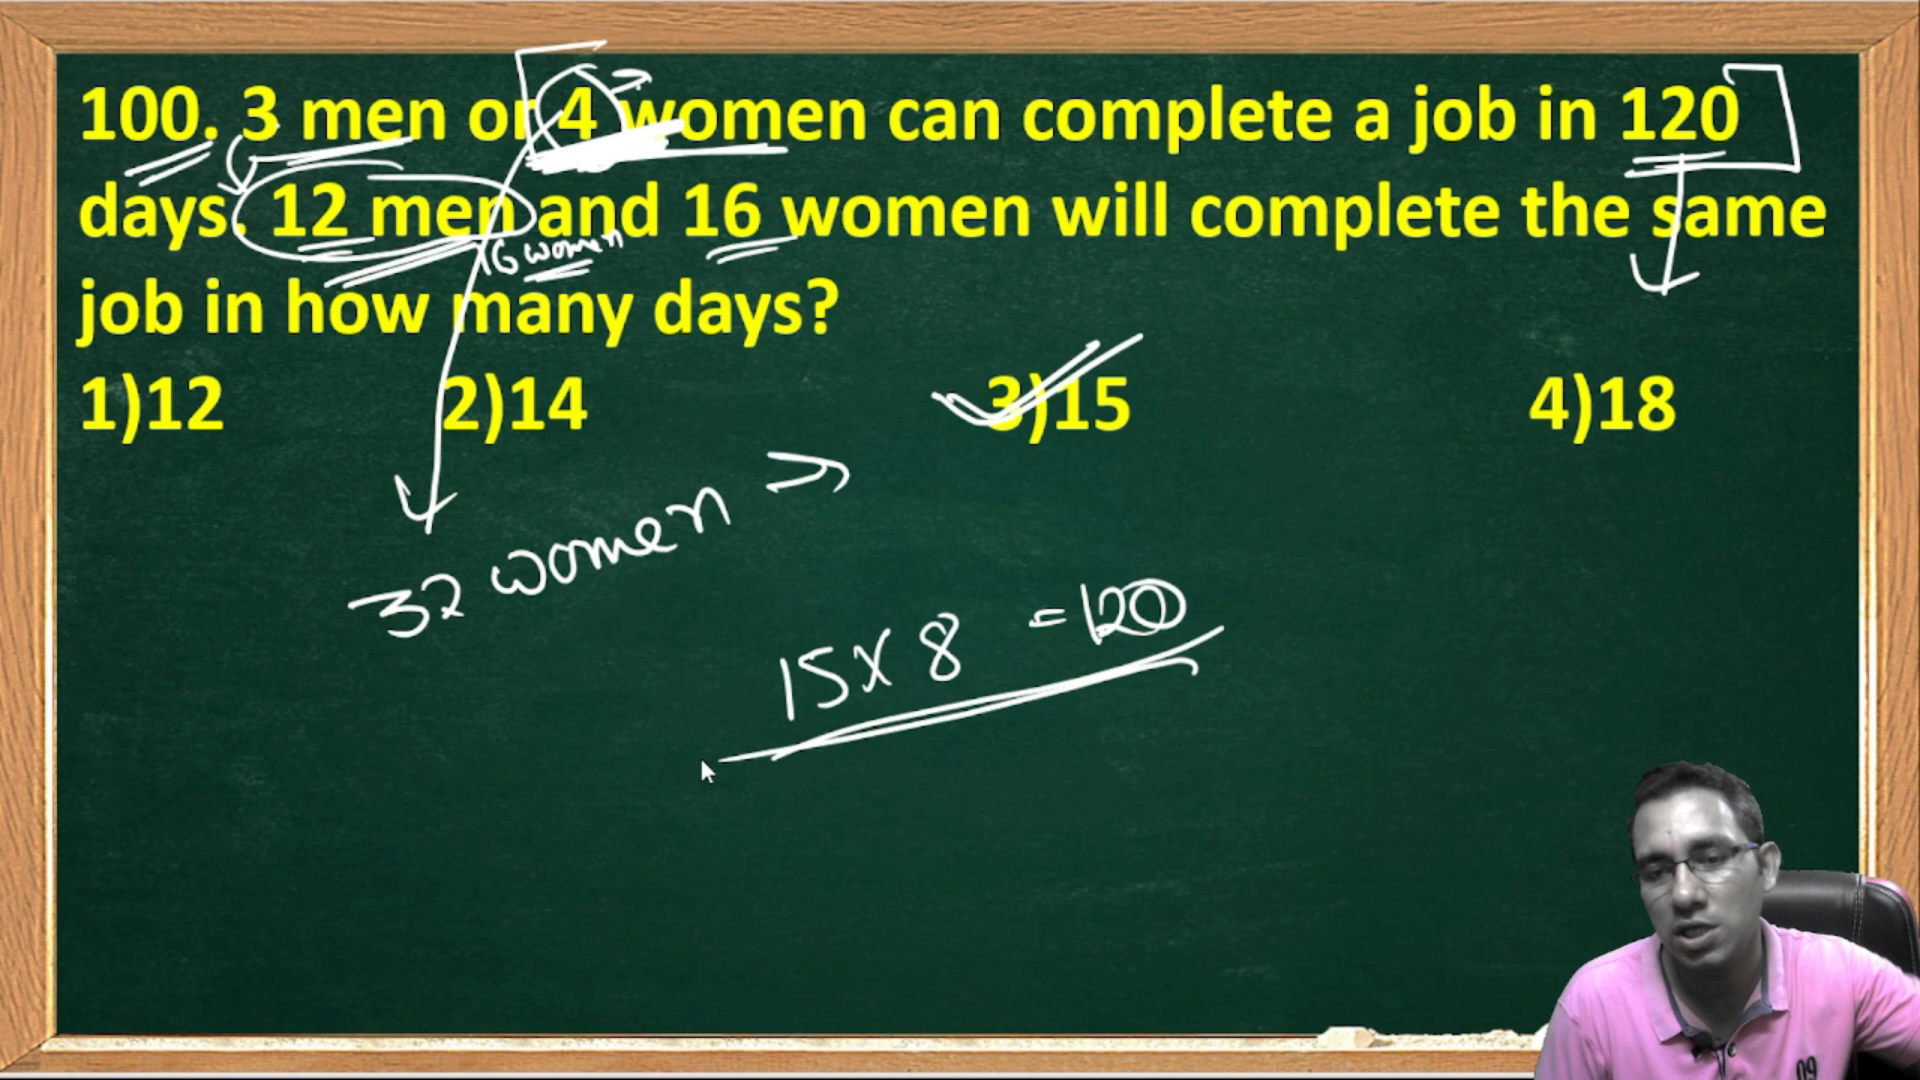 100. 3 men or 4 women can complete a job in 120
days. 12 men and 16 women will complete the same
16 women
job in how many days?
1)12 2)14 3)15 4)18
32 women
15 x 8 = 120
09